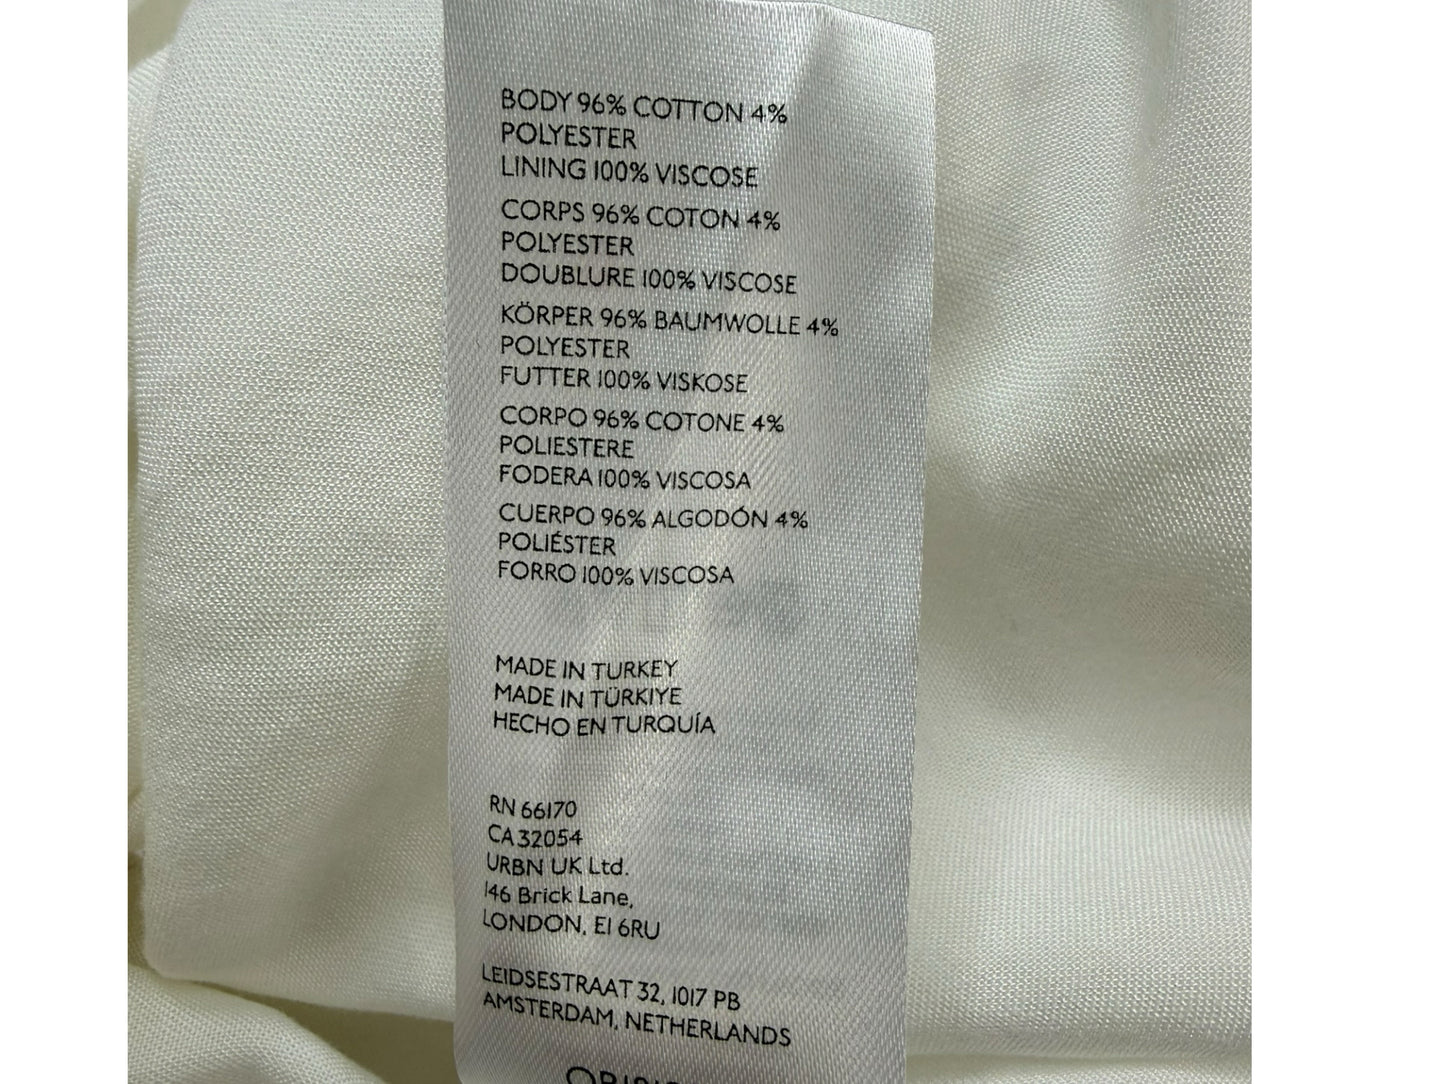 BODY 96% COTTON 4%
POLYESTER
LINING 100% VISCOSE
CORPS 96% COTON 4%
POLYESTER
DOUBLURE 100% VISCOSE
KÖRPER 96% BAUMWOLLE 4%
POLYESTER
FUTTER 100% VISKOSE
CORPO 96% COTONE 4%
POLIESTERE
FODERA 100% VISCOSA
CUERPO 96% ALGODÓN 4%
POLIÉSTER
FORRO 100% VISCOSA
MADE IN TURKEY
MADE IN TÜRKIYE
HECHO EN TURQUÍA
RN 66170
CA 32054
URBN UK Ltd.
146 Brick Lane,
LONDON, E1 6RU
LEIDSESTRAAT 32, 1017 PB
AMSTERDAM, NETHERLANDS